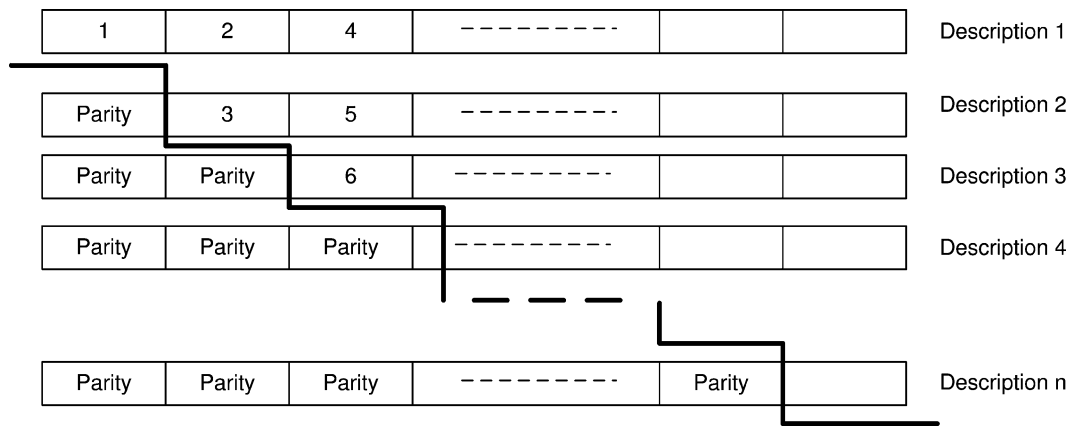 1 2 4 Description 1
Parity 3 5 Description 2
Parity Parity 6 Description 3
Parity Parity Parity Description 4
Parity Parity Parity Parity Description n